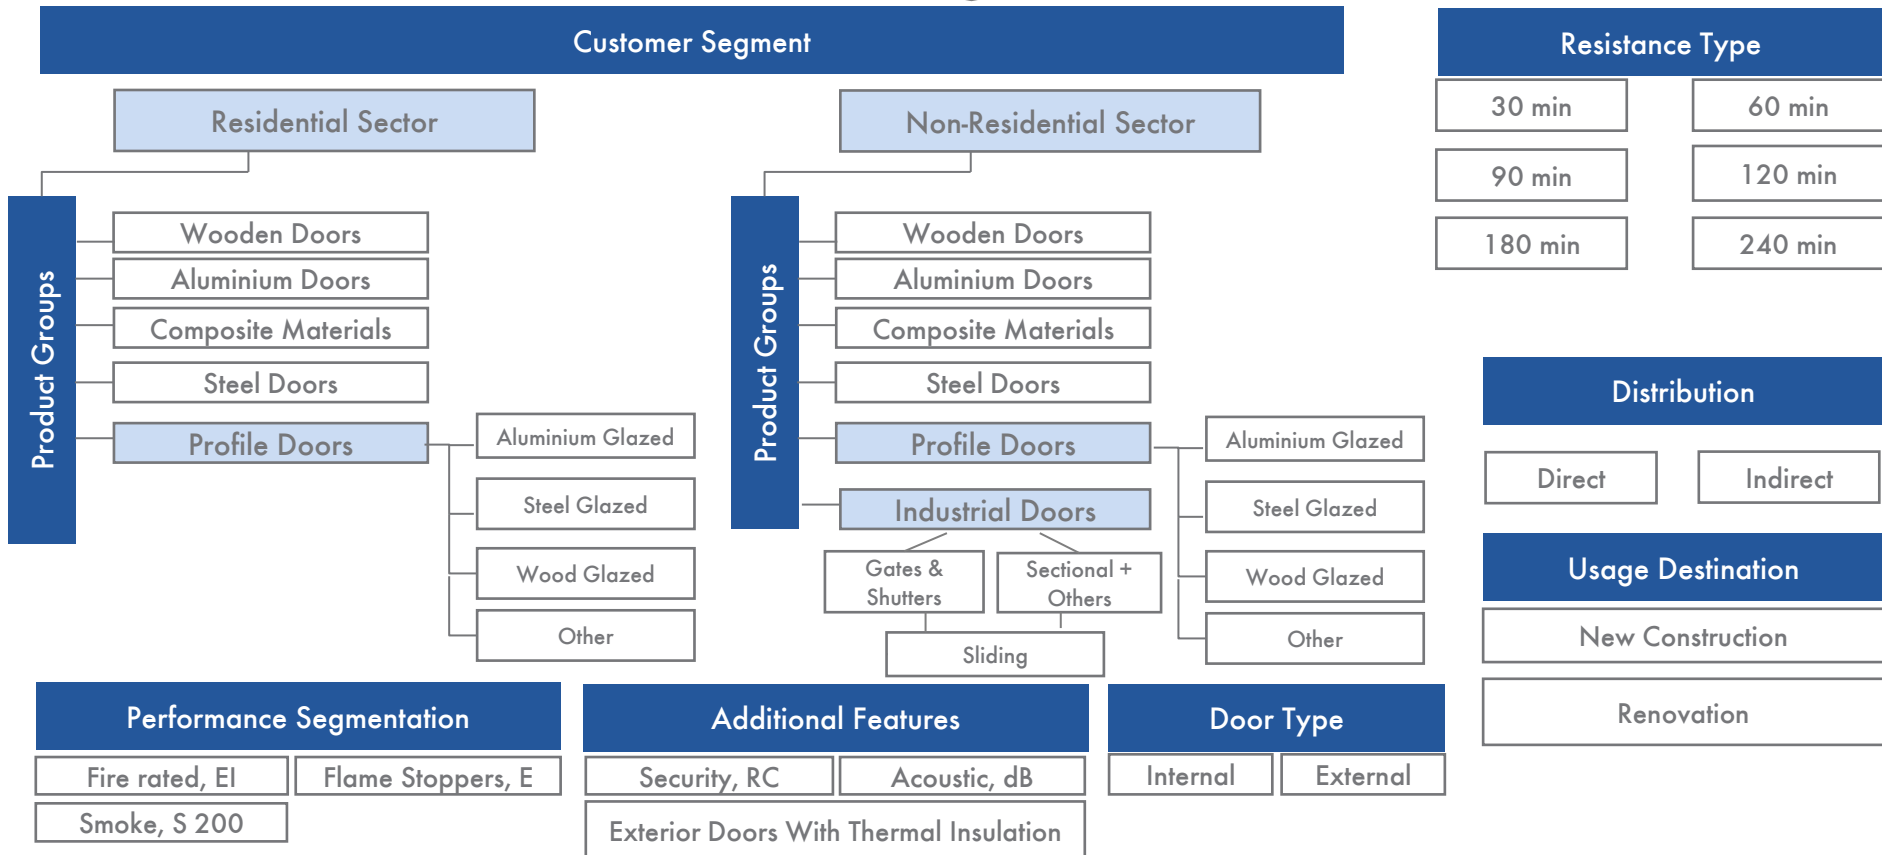 Customer Segment
Resistance Type
Residential Sector
Non-Residential Sector
30 min
60 min
90 min
120 min
180 min
240 min
Product Groups
Wooden Doors
Aluminium Doors
Composite Materials
Steel Doors
Profile Doors
Aluminium Glazed
Steel Glazed
Wood Glazed
Other
Product Groups
Wooden Doors
Aluminium Doors
Composite Materials
Steel Doors
Profile Doors
Industrial Doors
Gates &
Shutters
Sectional +
Others
Sliding
Aluminium Glazed
Steel Glazed
Wood Glazed
Other
Distribution
Direct
Indirect
Usage Destination
New Construction
Renovation
Performance Segmentation
Fire rated, EI
Flame Stoppers, E
Smoke, S 200
Additional Features
Security, RC
Acoustic, dB
Exterior Doors With Thermal Insulation
Door Type
Internal
External